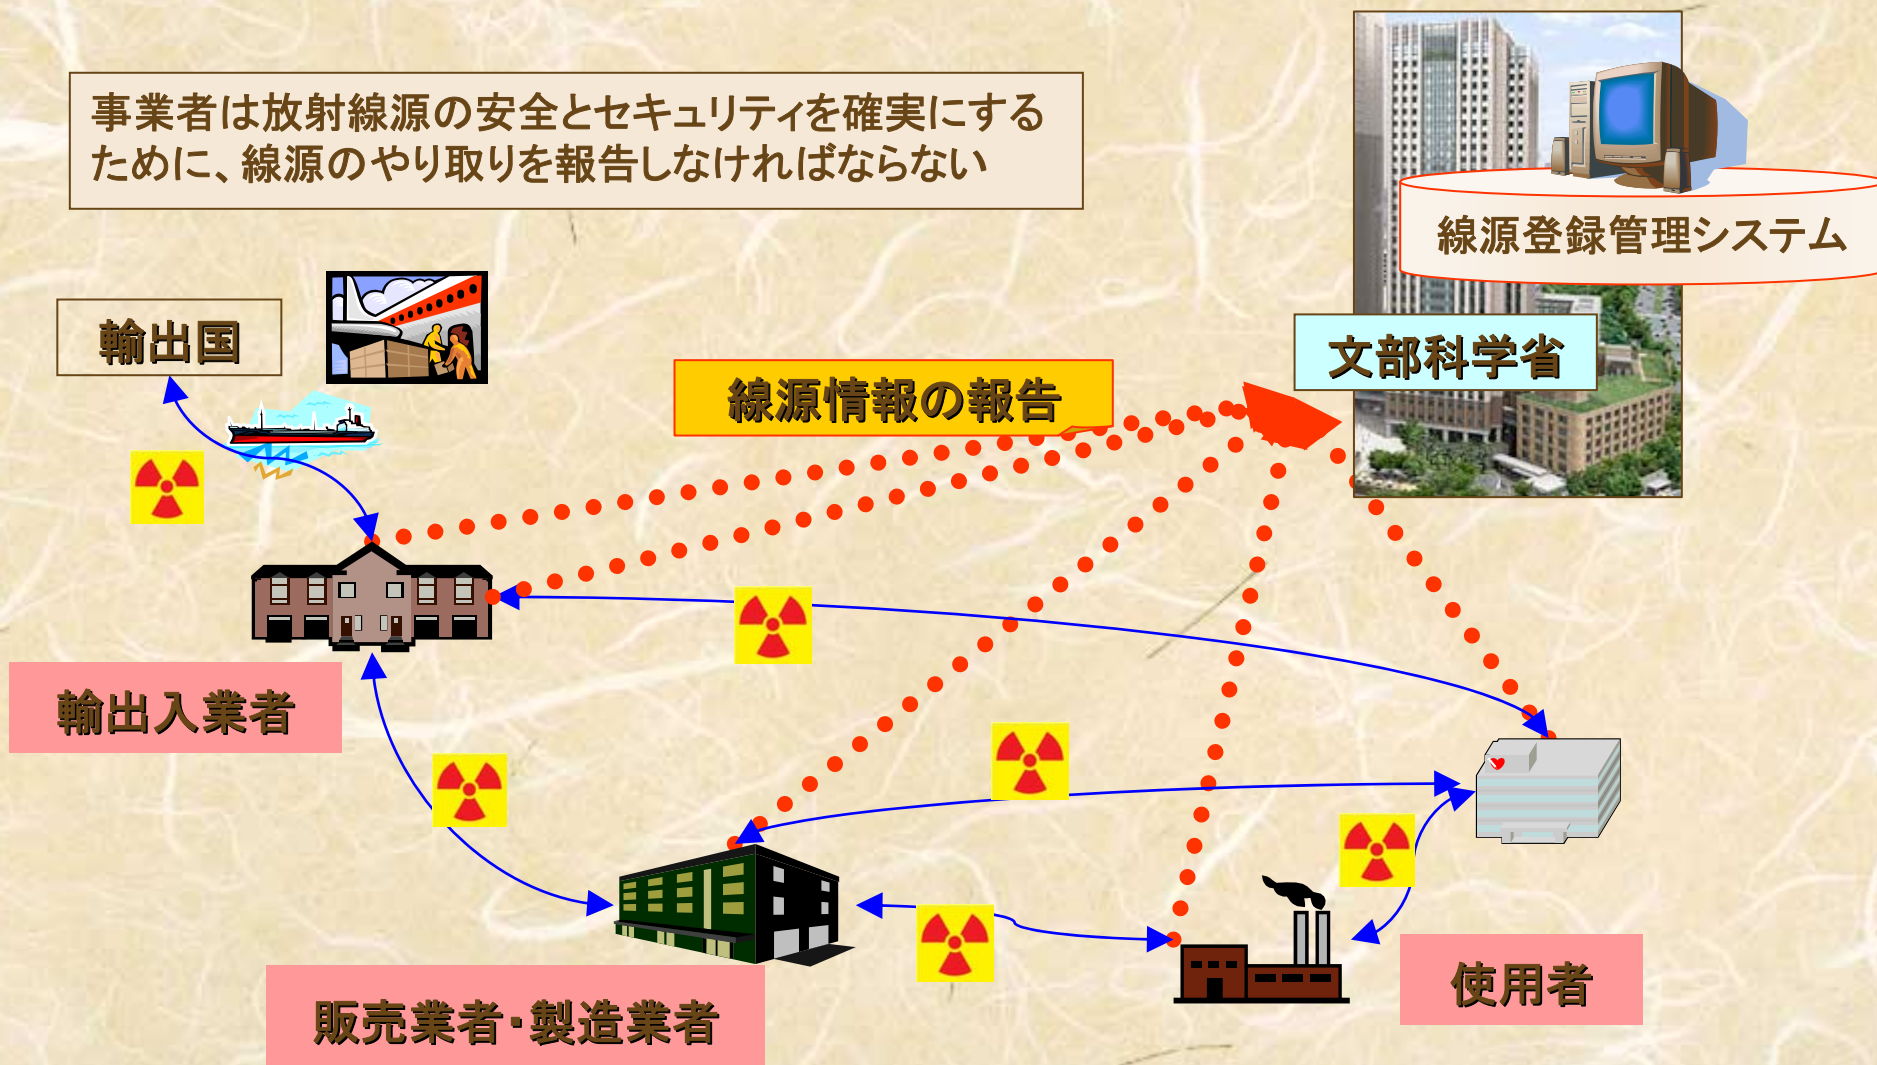 事業者は放射線源の安全とセキュリティを確実にする
ために、線源のやり取りを報告しなければならない
線源登録管理システム
輸出国
文部科学省
線源情報の報告
輸出入業者
使用者
販売業者・製造業者